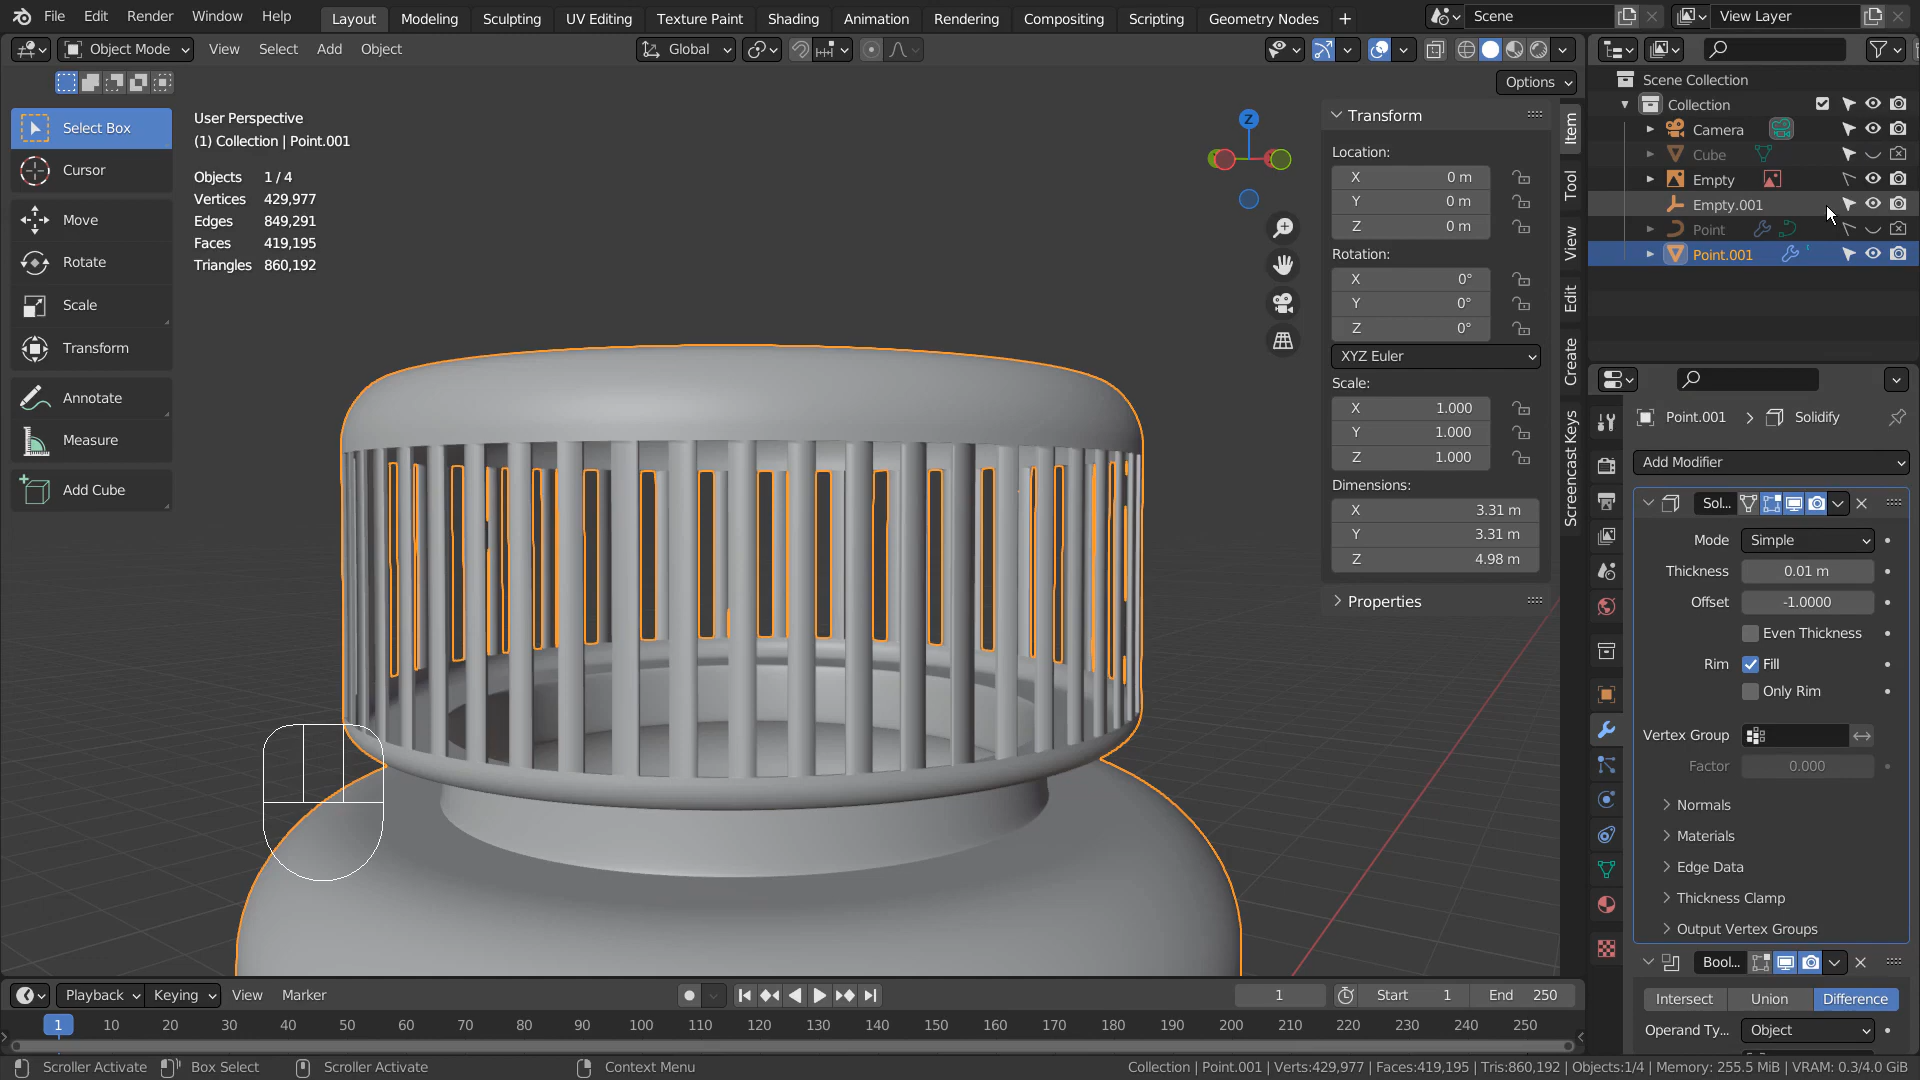 File Edit Render Window Help Layout Modeling Sculpting UV Editing Texture Paint Shading Animation Rendering Compositing Scripting Geometry Nodes + Scene View Layer
Object Mode View Select Add Object Global
Options
Select Box
Cursor
Move
Rotate
Scale
Transform
Annotate
Measure
Add Cube
User Perspective
(1) Collection | Point.001
Objects 1 / 4
Vertices 429,977
Edges 849,291
Faces 419,195
Triangles 860,192
Z
Transform
Location:
X 0 m
Y 0 m
Z 0 m
Rotation:
X 0°
Y 0°
Z 0°
XYZ Euler
Scale:
X 1.000
Y 1.000
Z 1.000
Dimensions:
X 3.31 m
Y 3.31 m
Z 4.98 m
Properties
Item
Tool
View
Edit
Create
Screencast Keys
Scene Collection
Collection
Camera
Cube
Empty
Empty.001
Point
Point.001
Point.001 > Solidify
Add Modifier
Sol...
Mode Simple
Thickness 0.01 m
Offset -1.0000
Even Thickness
Rim Fill
Only Rim
Vertex Group
Factor 0.000
Normals
Materials
Edge Data
Thickness Clamp
Output Vertex Groups
Bool...
Intersect Union Difference
Operand Ty... Object
Playback Keying View Marker 1 Start 1 End 250
1 10 20 30 40 50 60 70 80 90 100 110 120 130 140 150 160 170 180 190 200 210 220 230 240 250
Scroller Activate Box Select Scroller Activate Context Menu Collection | Point.001 | Verts:429,977 | Faces:419,195 | Tris:860,192 | Objects:1/4 | Memory: 255.5 MiB | VRAM: 0.3/4.0 GiB